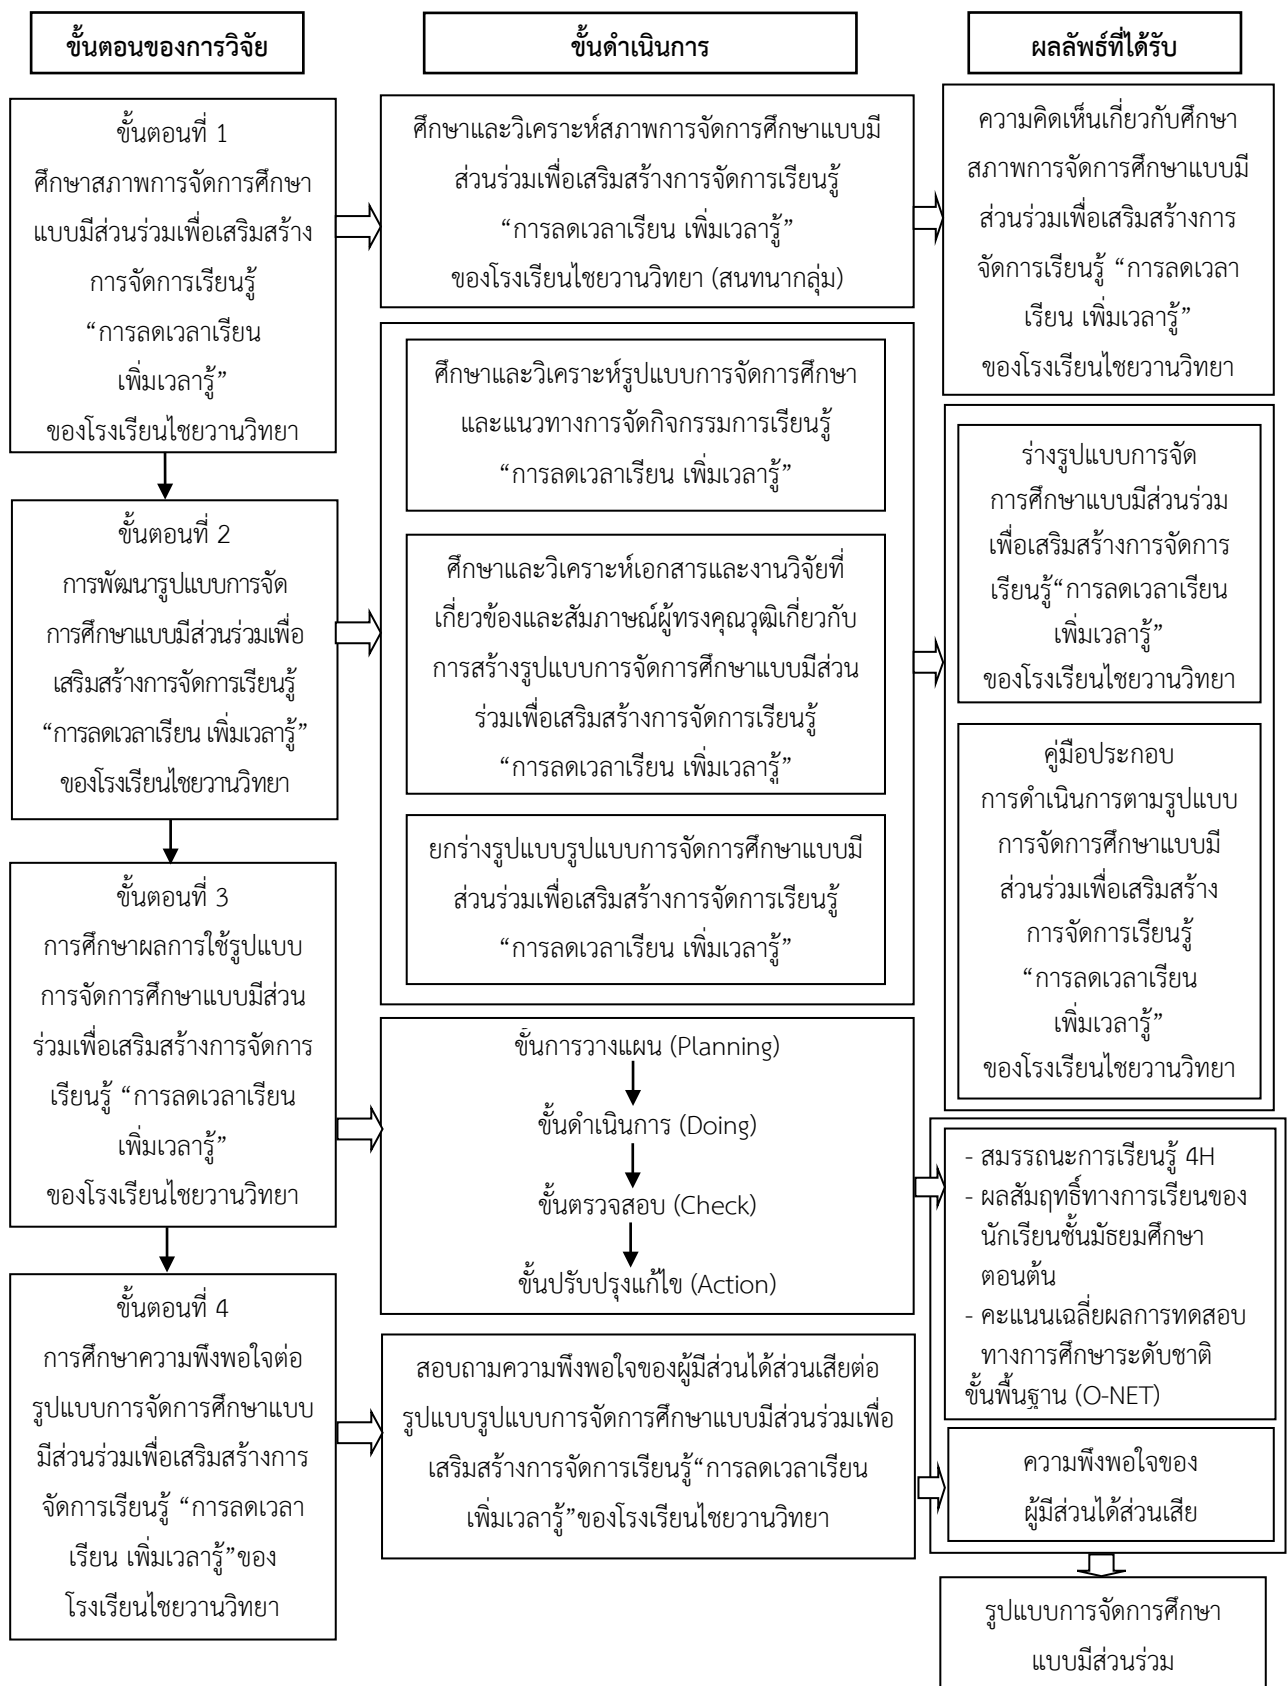 ขั้นตอนของการวิจัย
ขั้นดำเนินการ
ผลลัพธ์ที่ได้รับ
ขั้นตอนที่ 1
ศึกษาสภาพการจัดการศึกษา
แบบมีส่วนร่วมเพื่อเสริมสร้าง
การจัดการเรียนรู้
“การลดเวลาเรียน
เพิ่มเวลารู้”
ของโรงเรียนไชยวานวิทยา
ศึกษาและวิเคราะห์สภาพการจัดการศึกษาแบบมี
ส่วนร่วมเพื่อเสริมสร้างการจัดการเรียนรู้
“การลดเวลาเรียน เพิ่มเวลารู้”
ของโรงเรียนไชยวานวิทยา (สนทนากลุ่ม)
ความคิดเห็นเกี่ยวกับศึกษา
สภาพการจัดการศึกษาแบบมี
ส่วนร่วมเพื่อเสริมสร้างการ
จัดการเรียนรู้ “การลดเวลา
เรียน เพิ่มเวลารู้”
ของโรงเรียนไชยวานวิทยา
ขั้นตอนที่ 2
การพัฒนารูปแบบการจัด
การศึกษาแบบมีส่วนร่วมเพื่อ
เสริมสร้างการจัดการเรียนรู้
“การลดเวลาเรียน เพิ่มเวลารู้”
ของโรงเรียนไชยวานวิทยา
ศึกษาและวิเคราะห์รูปแบบการจัดการศึกษา
และแนวทางการจัดกิจกรรมการเรียนรู้
“การลดเวลาเรียน เพิ่มเวลารู้”
ศึกษาและวิเคราะห์เอกสารและงานวิจัยที่
เกี่ยวข้องและสัมภาษณ์ผู้ทรงคุณวุฒิเกี่ยวกับ
การสร้างรูปแบบการจัดการศึกษาแบบมีส่วน
ร่วมเพื่อเสริมสร้างการจัดการเรียนรู้
“การลดเวลาเรียน เพิ่มเวลารู้”
ยกร่างรูปแบบรูปแบบการจัดการศึกษาแบบมี
ส่วนร่วมเพื่อเสริมสร้างการจัดการเรียนรู้
“การลดเวลาเรียน เพิ่มเวลารู้”
ร่างรูปแบบการจัด
การศึกษาแบบมีส่วนร่วม
เพื่อเสริมสร้างการจัดการ
เรียนรู้“การลดเวลาเรียน
เพิ่มเวลารู้”
ของโรงเรียนไชยวานวิทยา
คู่มือประกอบ
การดำเนินการตามรูปแบบ
การจัดการศึกษาแบบมี
ส่วนร่วมเพื่อเสริมสร้าง
การจัดการเรียนรู้
“การลดเวลาเรียน
เพิ่มเวลารู้”
ของโรงเรียนไชยวานวิทยา
ขั้นตอนที่ 3
การศึกษาผลการใช้รูปแบบ
การจัดการศึกษาแบบมีส่วน
ร่วมเพื่อเสริมสร้างการจัดการ
เรียนรู้ “การลดเวลาเรียน
เพิ่มเวลารู้”
ของโรงเรียนไชยวานวิทยา
ขั้นการวางแผน (Planning)
ขั้นดำเนินการ (Doing)
ขั้นตรวจสอบ (Check)
ขั้นปรับปรุงแก้ไข (Action)
- สมรรถนะการเรียนรู้ 4H
- ผลสัมฤทธิ์ทางการเรียนของ
นักเรียนชั้นมัธยมศึกษา
ตอนต้น
- คะแนนเฉลี่ยผลการทดสอบ
ทางการศึกษาระดับชาติ
ขั้นพื้นฐาน (O-NET)
ขั้นตอนที่ 4
การศึกษาความพึงพอใจต่อ
รูปแบบการจัดการศึกษาแบบ
มีส่วนร่วมเพื่อเสริมสร้างการ
จัดการเรียนรู้ “การลดเวลา
เรียน เพิ่มเวลารู้”ของ
โรงเรียนไชยวานวิทยา
สอบถามความพึงพอใจของผู้มีส่วนได้ส่วนเสียต่อ
รูปแบบรูปแบบการจัดการศึกษาแบบมีส่วนร่วมเพื่อ
เสริมสร้างการจัดการเรียนรู้“การลดเวลาเรียน
เพิ่มเวลารู้”ของโรงเรียนไชยวานวิทยา
ความพึงพอใจของ
ผู้มีส่วนได้ส่วนเสีย
รูปแบบการจัดการศึกษา
แบบมีส่วนร่วม